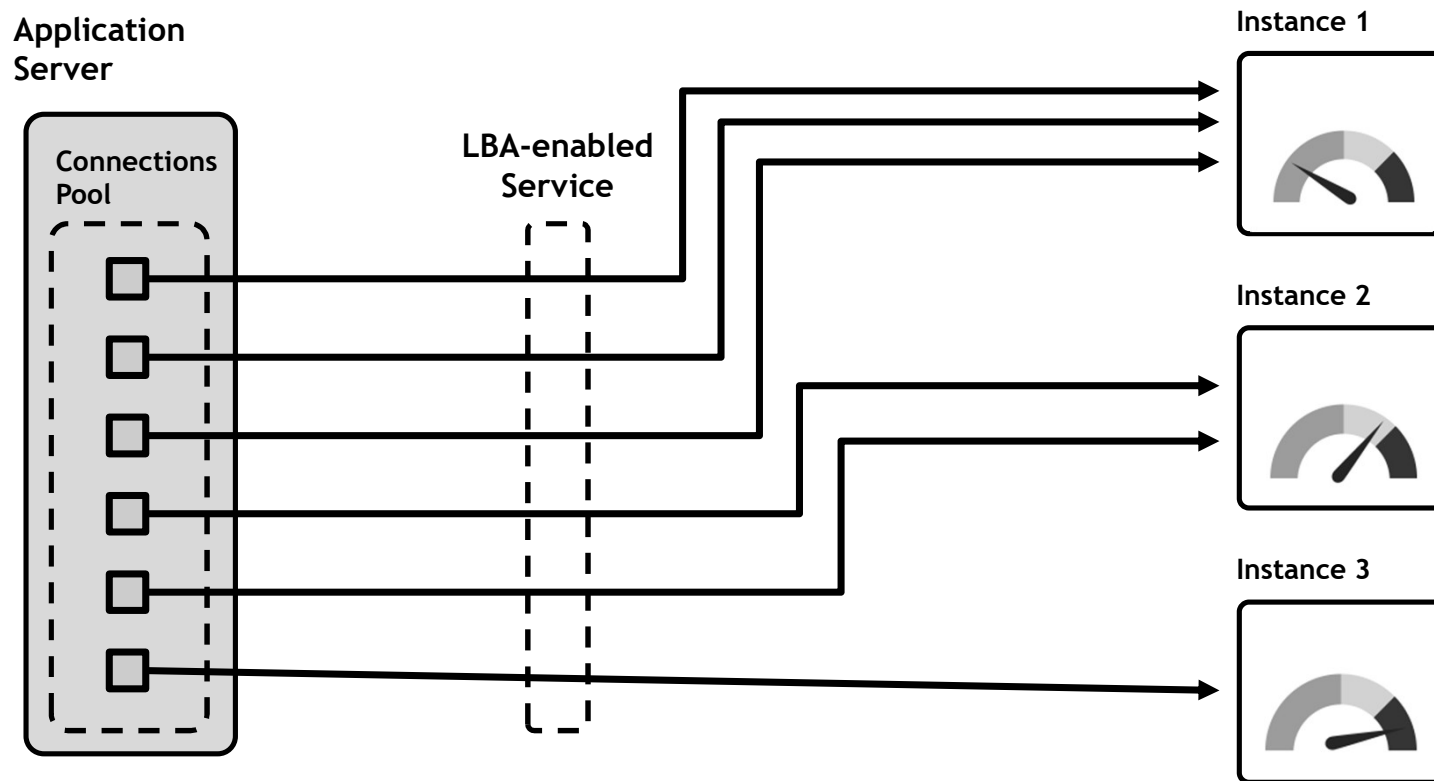 Application
Server
Connections
Pool
LBA-enabled
Service
Instance 1
Instance 2
Instance 3